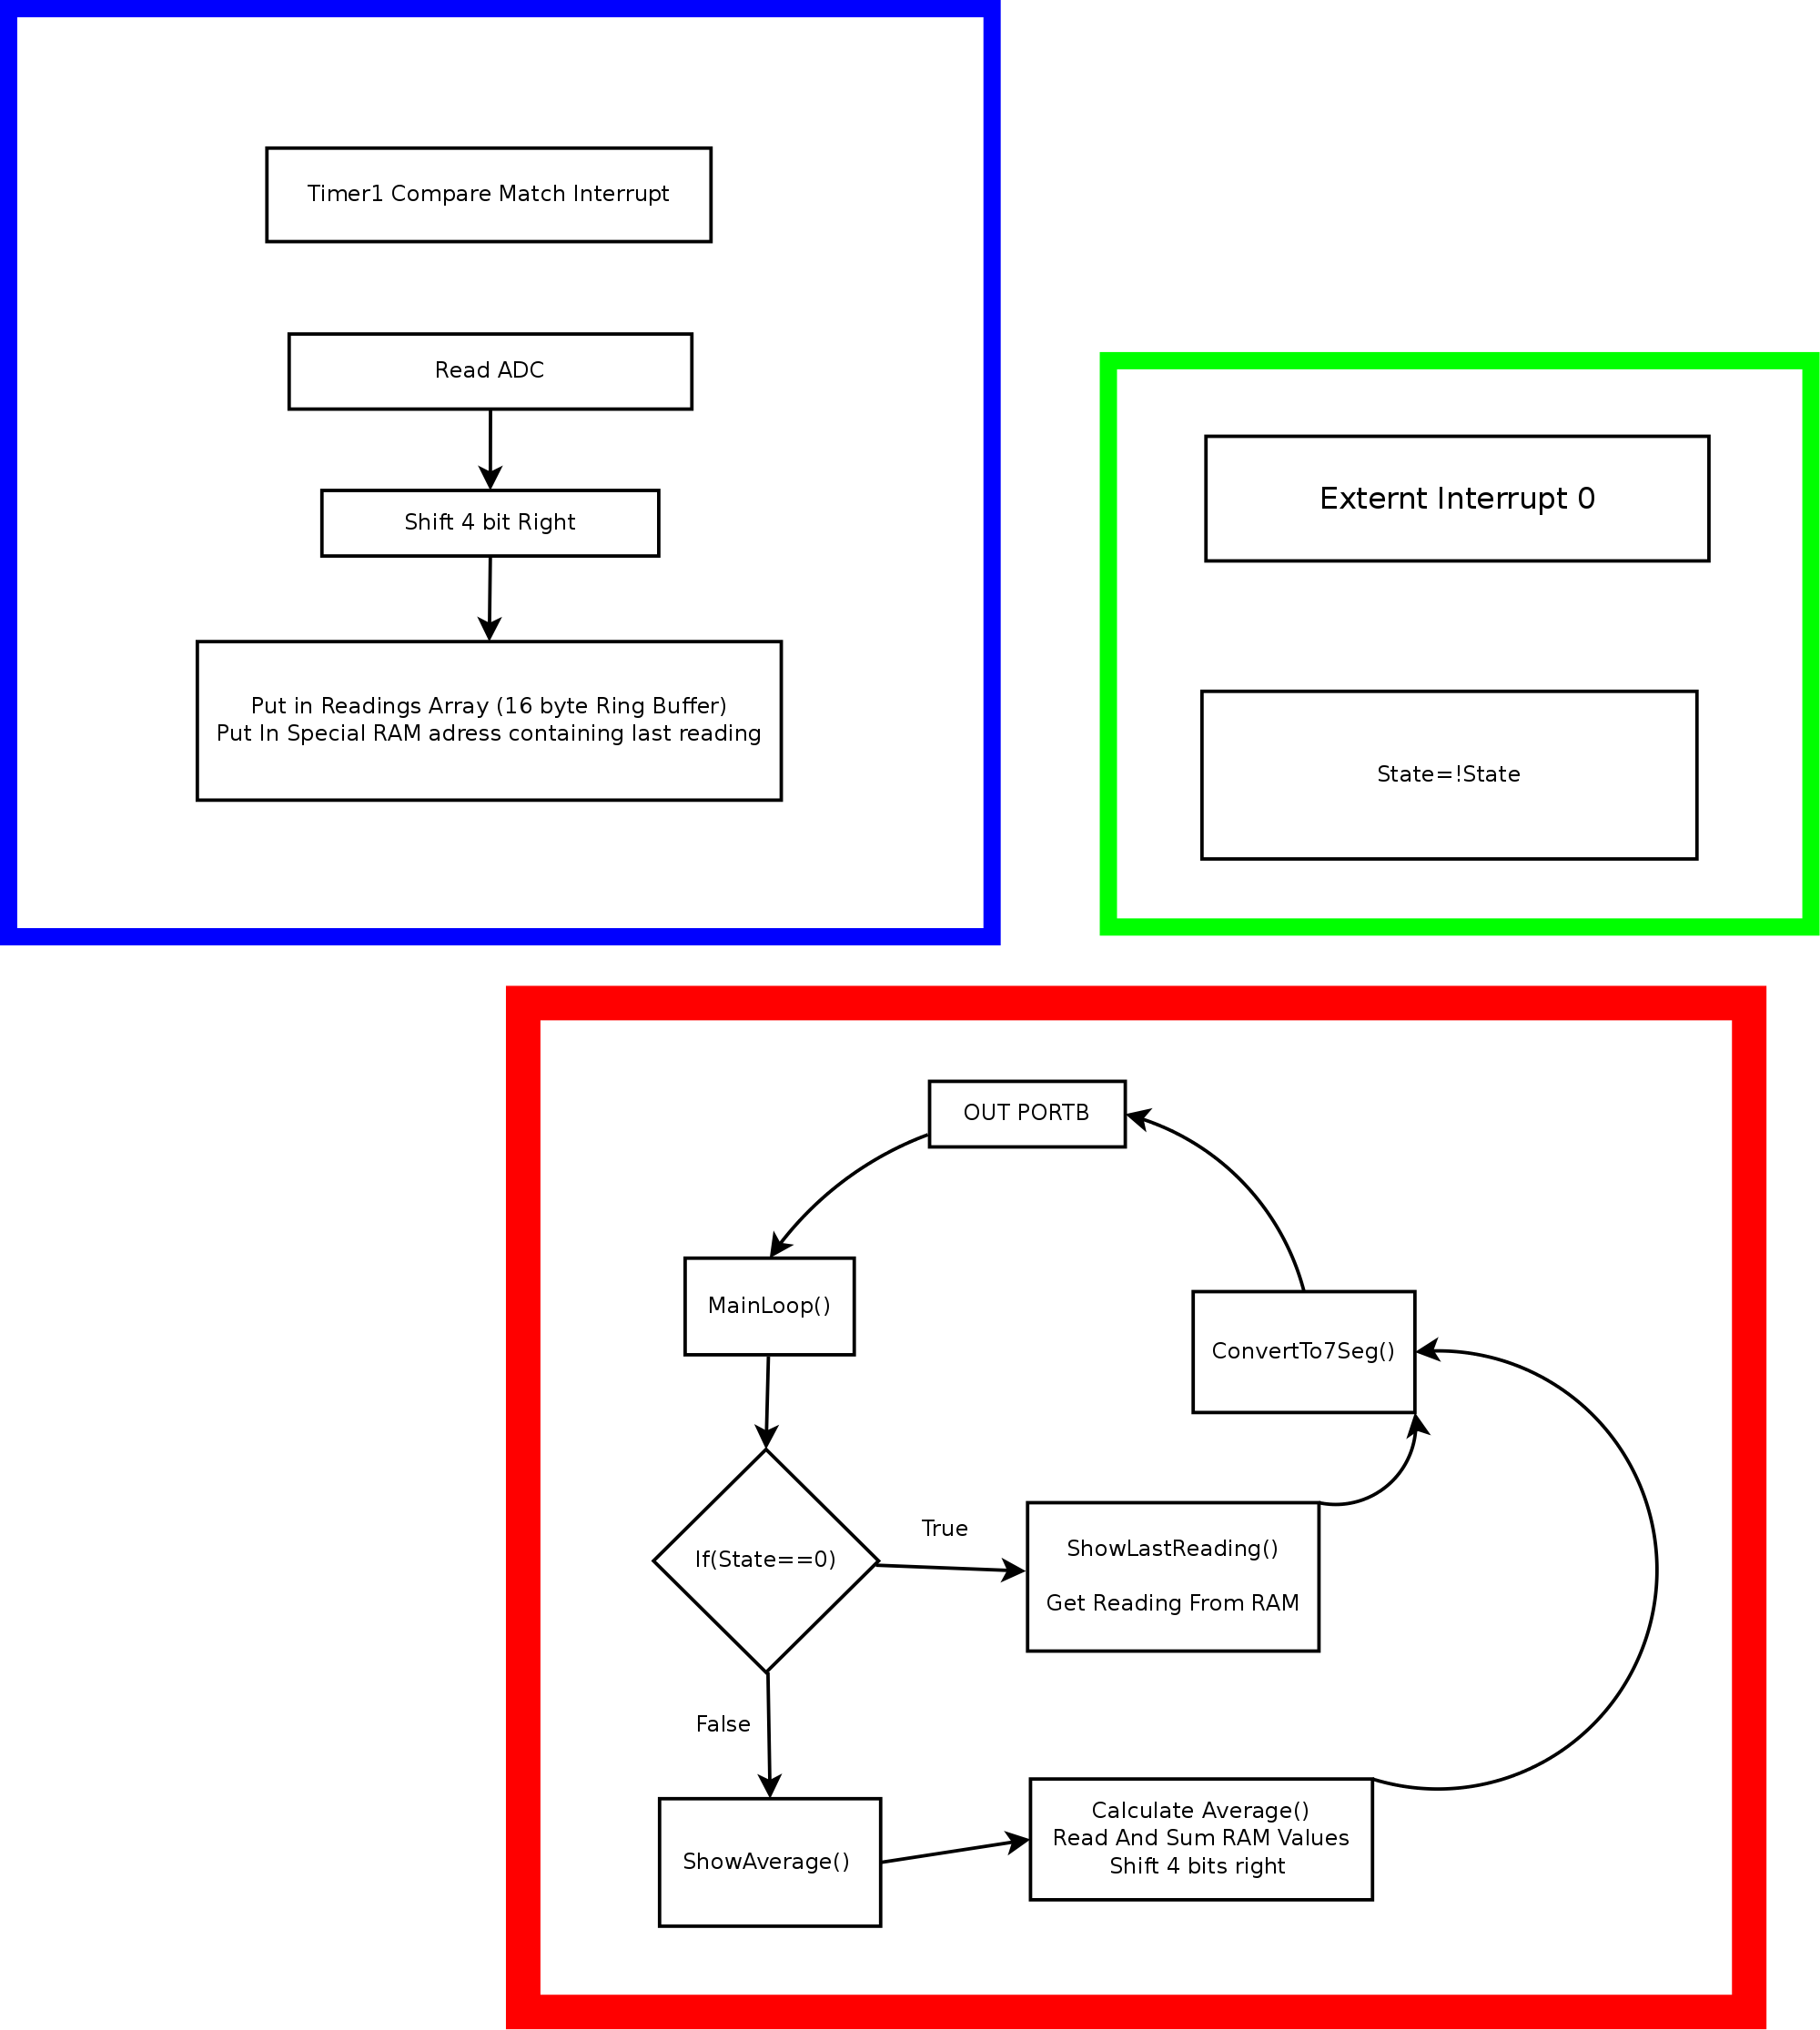 Timer1 Compare Match Interrupt
Read ADC
Shift 4 bit Right
Put in Readings Array (16 byte Ring Buffer)
Put In Special RAM adress containing last reading
Externt Interrupt 0
State=!State
OUT PORTB
MainLoop()
ConvertTo7Seg()
If(State==0)
True
ShowLastReading()
Get Reading From RAM
False
ShowAverage()
Calculate Average()
Read And Sum RAM Values
Shift 4 bits right